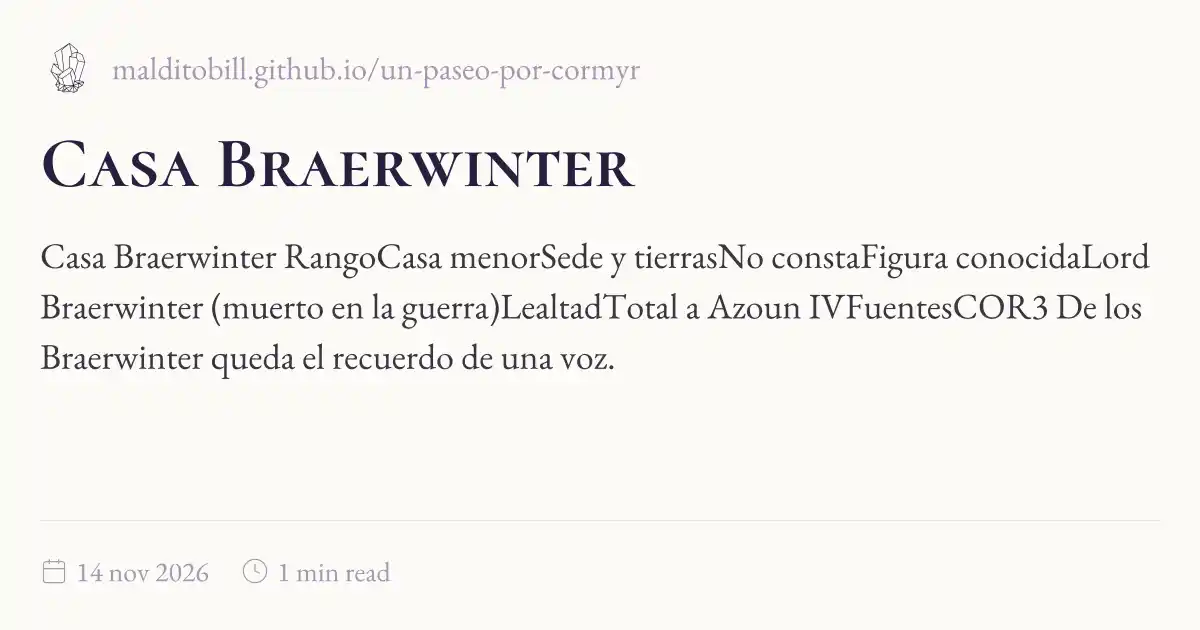 malditobill.github.io/un-paseo-por-cormyr
Casa Braerwinter
Casa Braerwinter RangoCasa menorSede y tierrasNo constaFigura conocidaLord
Braerwinter (muerto en la guerra)LealtadTotal a Azoun IVFuentesCOR3 De los
Braerwinter queda el recuerdo de una voz.
14 nov 2026 1 min read